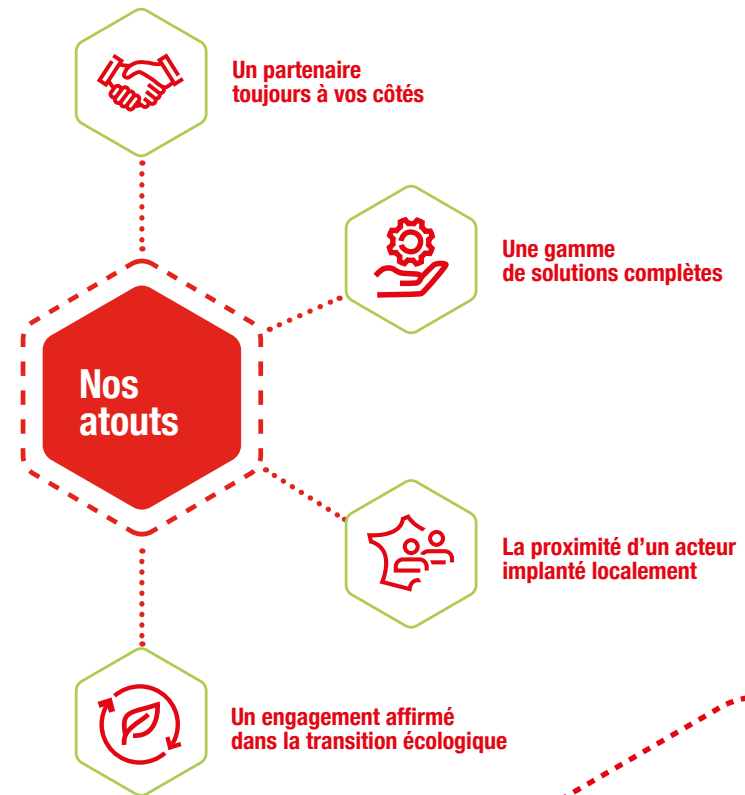 Un partenaire
toujours à vos côtés
Une gamme
de solutions complètes
Nos
atouts
La proximité d’un acteur
implanté localement
Un engagement affirmé
dans la transition écologique